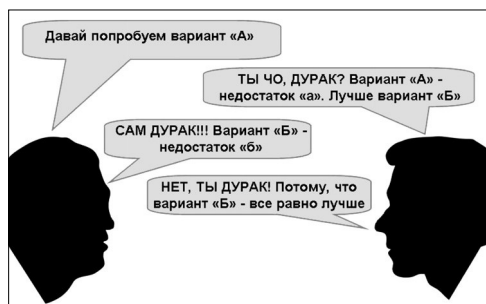 Давай попробуем вариант «А»
ТЫ ЧО, ДУРАК? Вариант «А» -
недостаток «а». Лучше вариант «Б»
САМ ДУРАК!!! Вариант «Б» -
недостаток «б»
НЕТ, ТЫ ДУРАК! Потому, что
вариант «Б» - все равно лучше